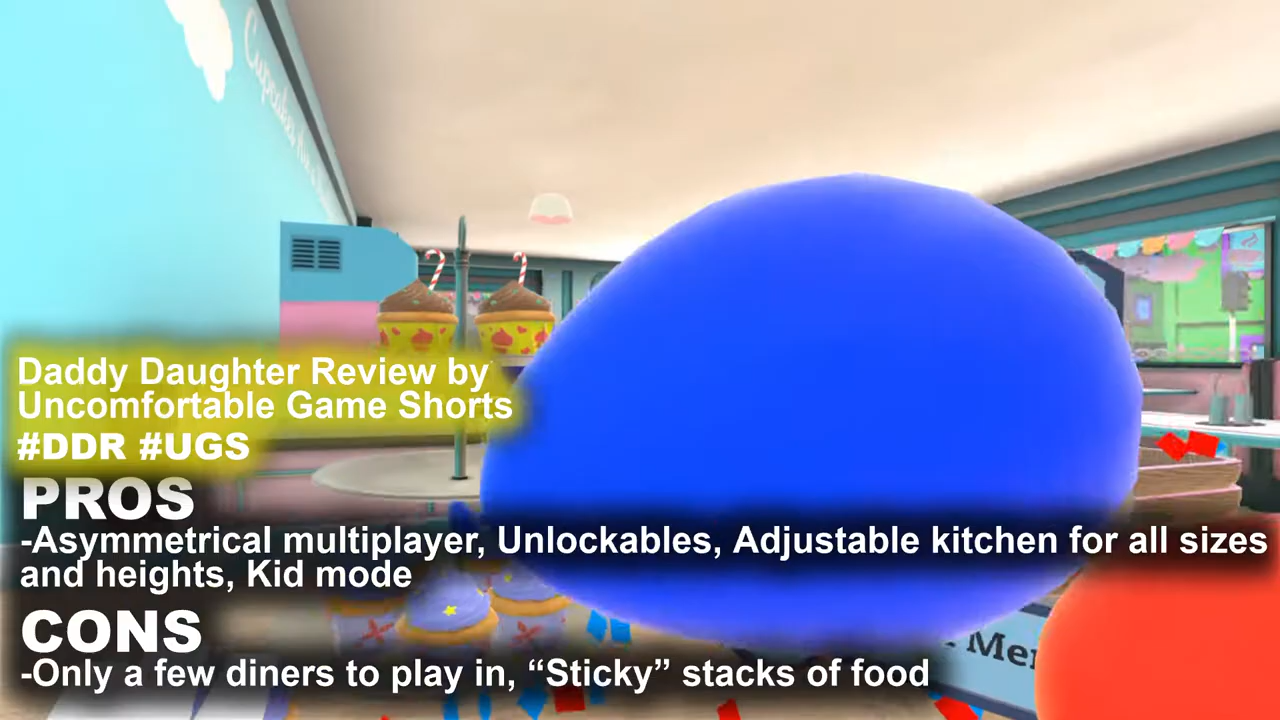 Cupcakes
Daddy Daughter Review by
Uncomfortable Game Shorts
#DDR #UGS
PROS
-Asymmetrical multiplayer, Unlockables, Adjustable kitchen for all sizes
and heights, Kid mode
CONS
-Only a few diners to play in, “Sticky” stacks of food